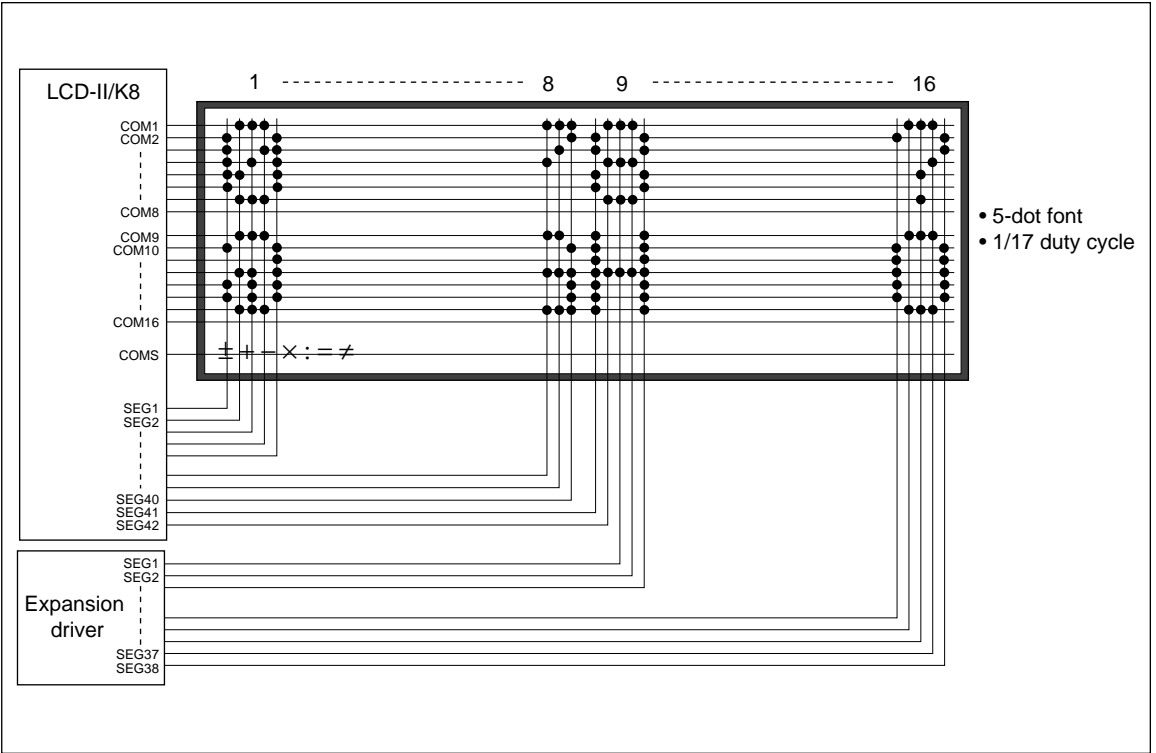 LCD-II/K8
1 8 9 16
COM1
COM2
COM8
COM9
COM10
COM16
COMS
± + − × : = ≠
SEG1
SEG2
SEG40
SEG41
SEG42
SEG1
SEG2
Expansion
driver
SEG37
SEG38
• 5-dot font
• 1/17 duty cycle